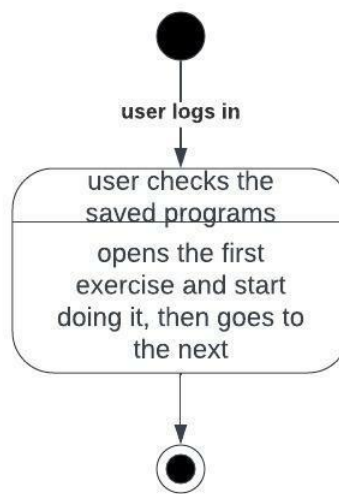 user logs in
user checks the
saved programs
opens the first
exercise and start
doing it, then goes to
the next